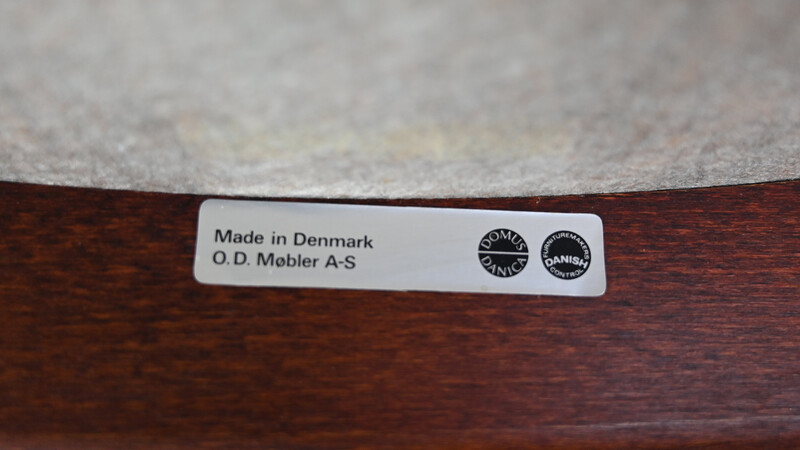 Made in Denmark
O.D. Møbler A-S
DOMUS
DANICA
FURNITUREMAKERS
DANISH
CONTROL